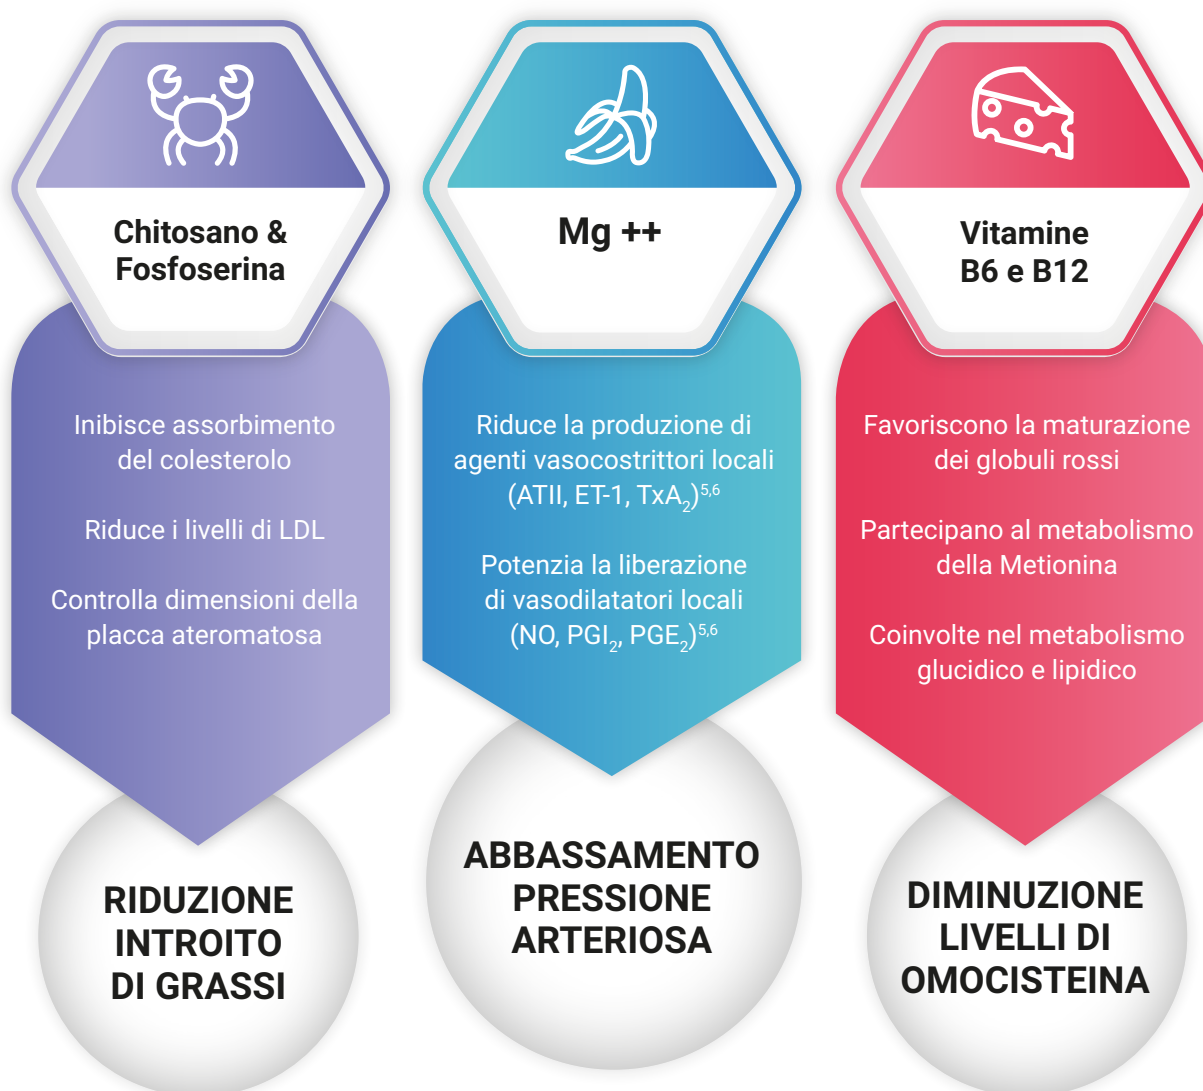 Chitosano &
Fosfoserina
Inibisce assorbimento
del colesterolo
Riduce i livelli di LDL
Controlla dimensioni della
placca ateromatosa
RIDUZIONE
INTROITO
DI GRASSI
Mg ++
Riduce la produzione di
agenti vasocostrittori locali
(ATII, ET-1, TxA₂)⁵,⁶
Potenzia la liberazione
di vasodilatatori locali
(NO, PGI₂, PGE₂)⁵,⁶
ABBASSAMENTO
PRESSIONE
ARTERIOSA
Vitamine
B6 e B12
Favoriscono la maturazione
dei globuli rossi
Partecipano al metabolismo
della Metionina
Coinvolte nel metabolismo
glucidico e lipidico
DIMINUZIONE
LIVELLI DI
OMOCISTEINA